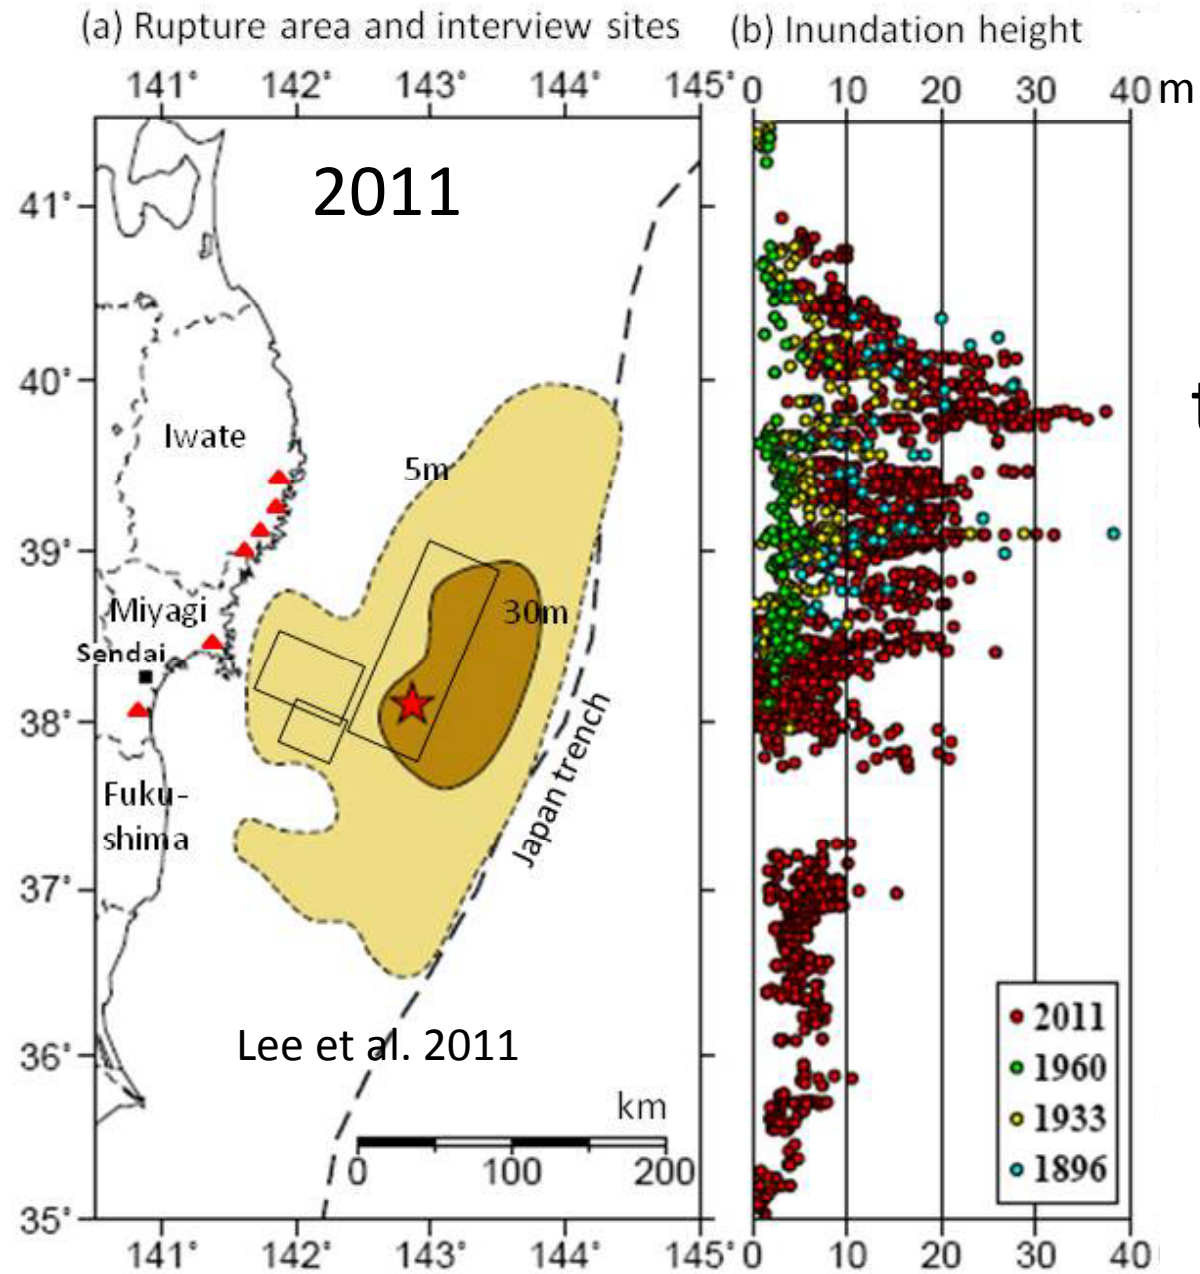 (a) Rupture area and interview sites
(b) Inundation height
141° 142° 143° 144° 145°
0 10 20 30 40 m
2011
41°
40°
t
Iwate
5m
39°
Miyagi
30m
Sendai
38°
Japan trench
Fuku-
shima
37°
2011
36°
Lee et al. 2011
1960
km
1933
0 100 200
1896
35°
141° 142° 143° 144° 145°
0 10 20 30 40